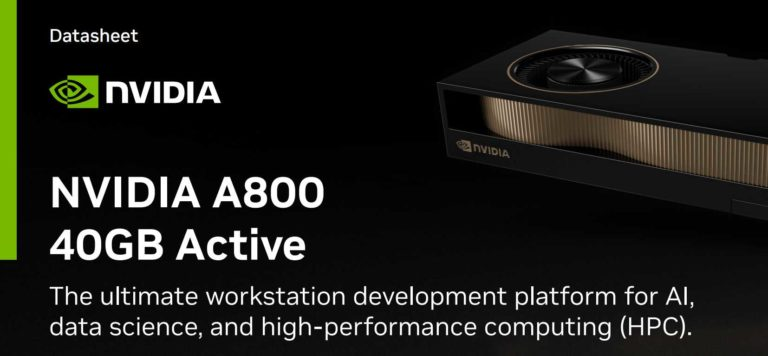 Datasheet
NVIDIA
NVIDIA
NVIDIA A800
40GB Active
The ultimate workstation development platform for AI,
data science, and high-performance computing (HPC).